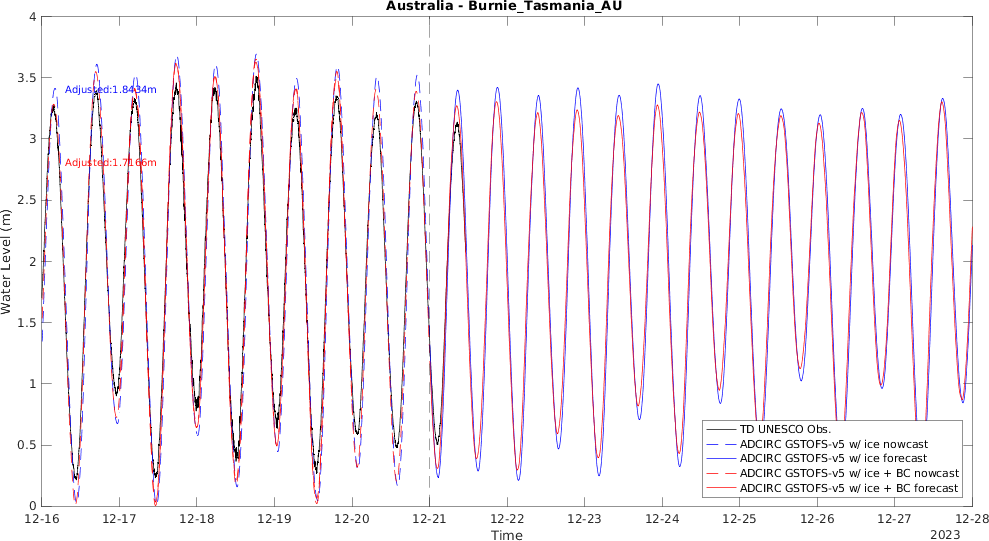 Australia - Burnie_Tasmania_AU
4
3.5
3
2.5
2
1.5
1
0.5
0
Water Level (m)
Adjusted:1.8434m
Adjusted:1.7166m
TD UNESCO Obs.
ADCIRC GSTOFS-v5 w/ ice nowcast
ADCIRC GSTOFS-v5 w/ ice forecast
ADCIRC GSTOFS-v5 w/ ice + BC nowcast
ADCIRC GSTOFS-v5 w/ ice + BC forecast
12-16 12-17 12-18 12-19 12-20 12-21 12-22 12-23 12-24 12-25 12-26 12-27 12-28
Time
2023